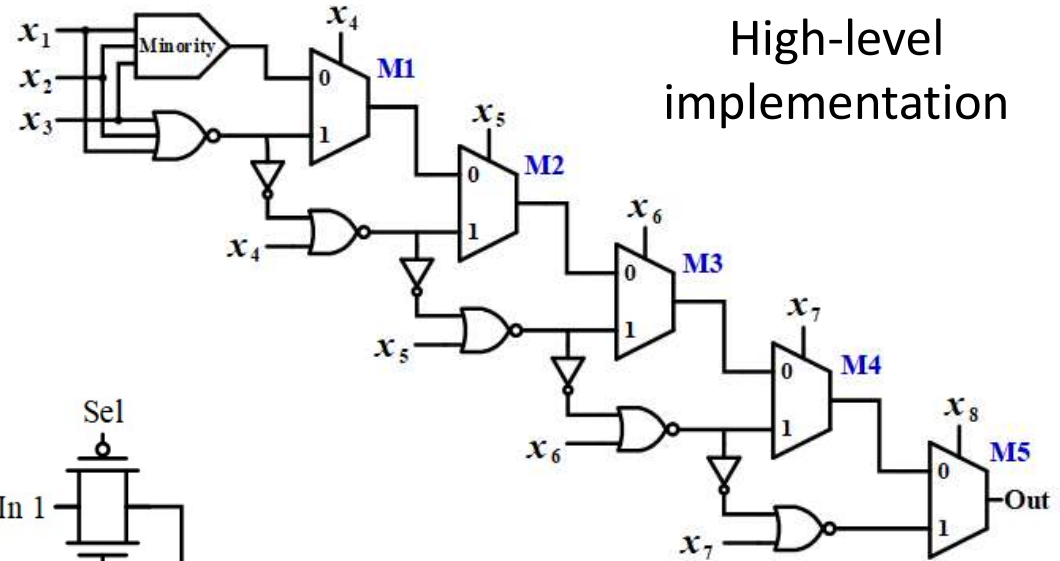 High-level
implementation
x4
x1
Minority
x2
x3
0
M1
1
x5
0
M2
x4
1
x6
0
M3
x5
1
x7
0
M4
x6
1
x8
0
M5
Out
x7
1
Sel
In 1